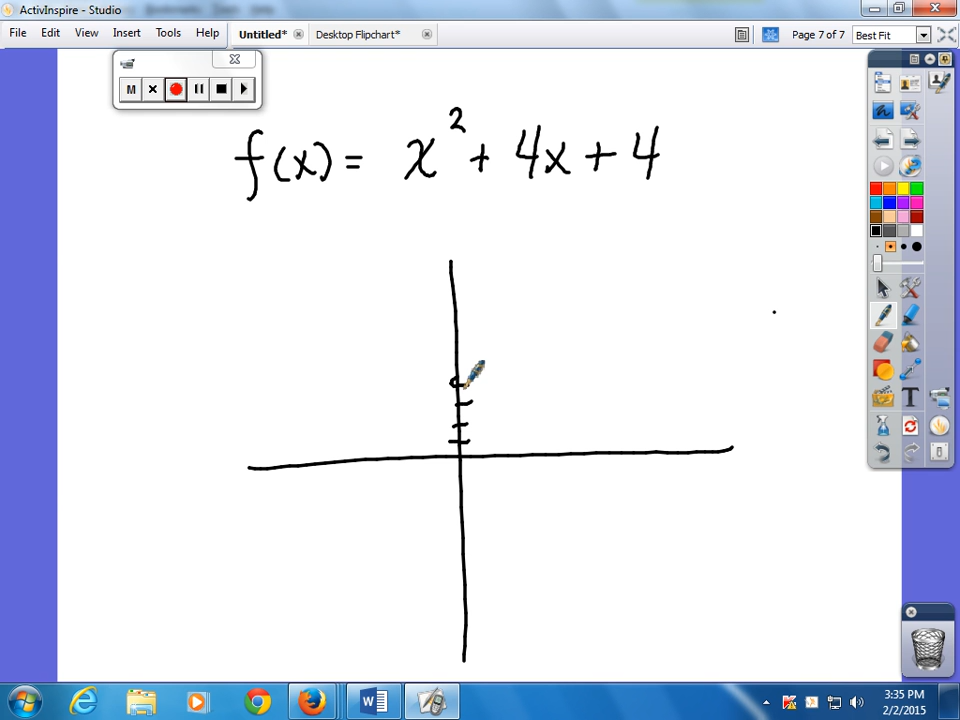 ActivInspire - Studio
File Edit View Insert Tools Help Untitled* Desktop Flipchart* Page 7 of 7 Best Fit
M
f(x) = x² + 4x + 4
T
W
3:35 PM
2/2/2015